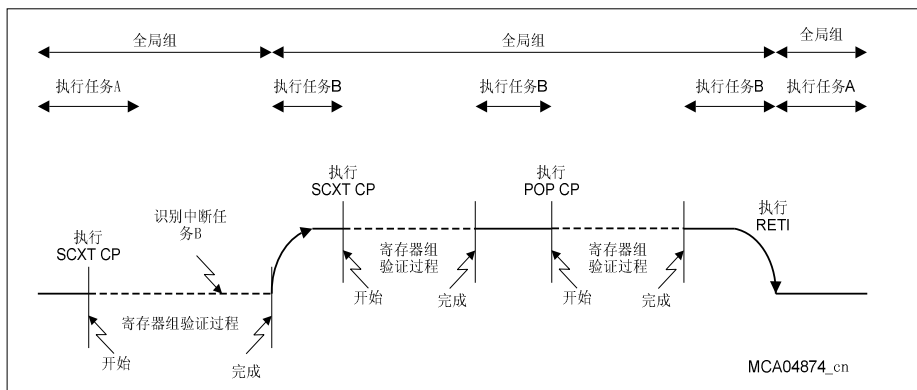 全局组
全局组
全局组
执行任务A
执行任务B
执行任务B
执行任务B
执行任务A
执行
SCXT CP
执行
POP CP
执行
RETI
识别中断任
务B
执行
SCXT CP
寄存器组
验证过程
寄存器组
验证过程
开始
完成
开始
完成
寄存器组验证过程
开始
完成
MCA04874_cn